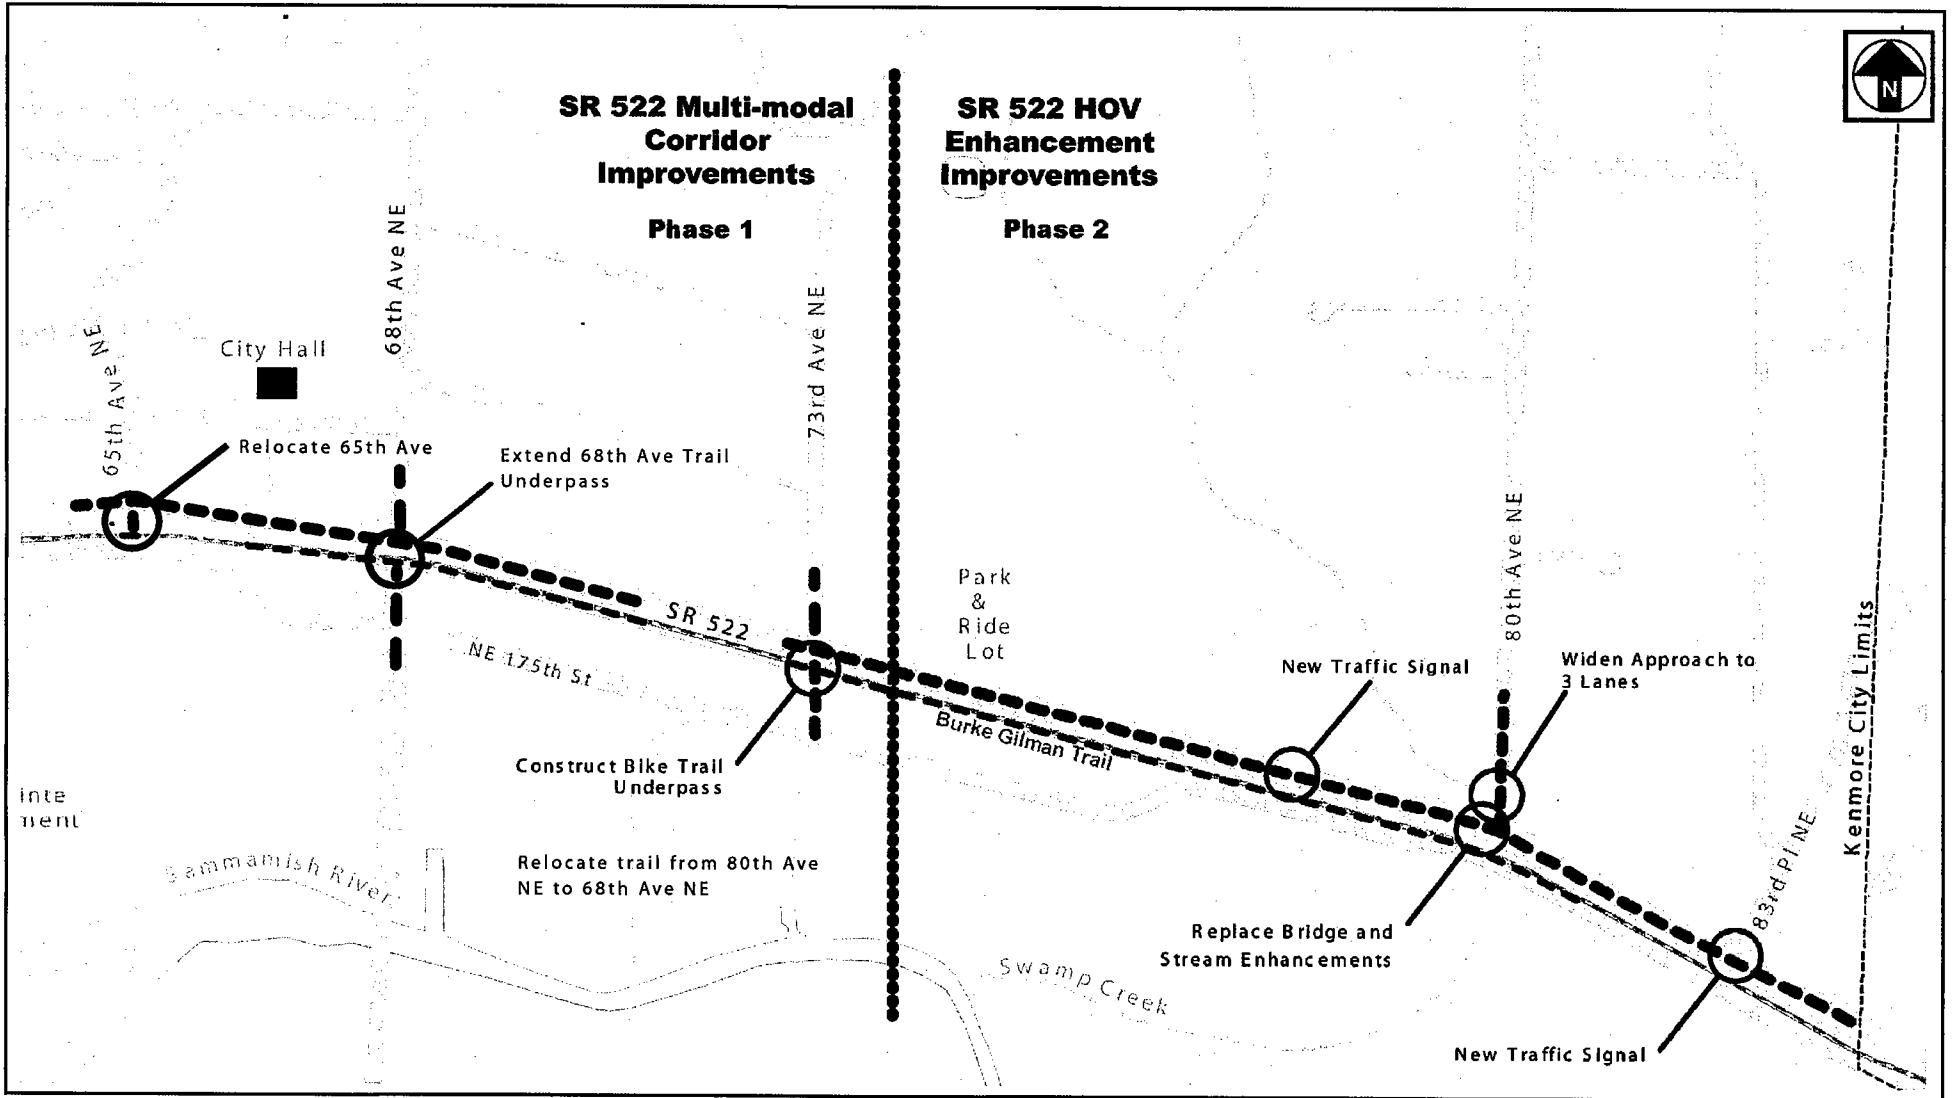 N
SR 522 Multi-modal
Corridor
Improvements
Phase 1
SR 522 HOV
Enhancement
Improvements
Phase 2
65th Ave NE
City Hall
68th Ave NE
73rd Ave NE
Relocate 65th Ave
Extend 68th Ave Trail
Underpass
SR 522
NE 175th St
Park
&
Ride
Lot
Burke Gilman Trail
80th Ave NE
New Traffic Signal
Widen Approach to
3 Lanes
Kenmore City Limits
83rd Pl NE
Construct Bike Trail
Underpass
inte
ment
Sammamish River
Relocate trail from 80th Ave
NE to 68th Ave NE
Swamp Creek
Replace Bridge and
Stream Enhancements
New Traffic Signal